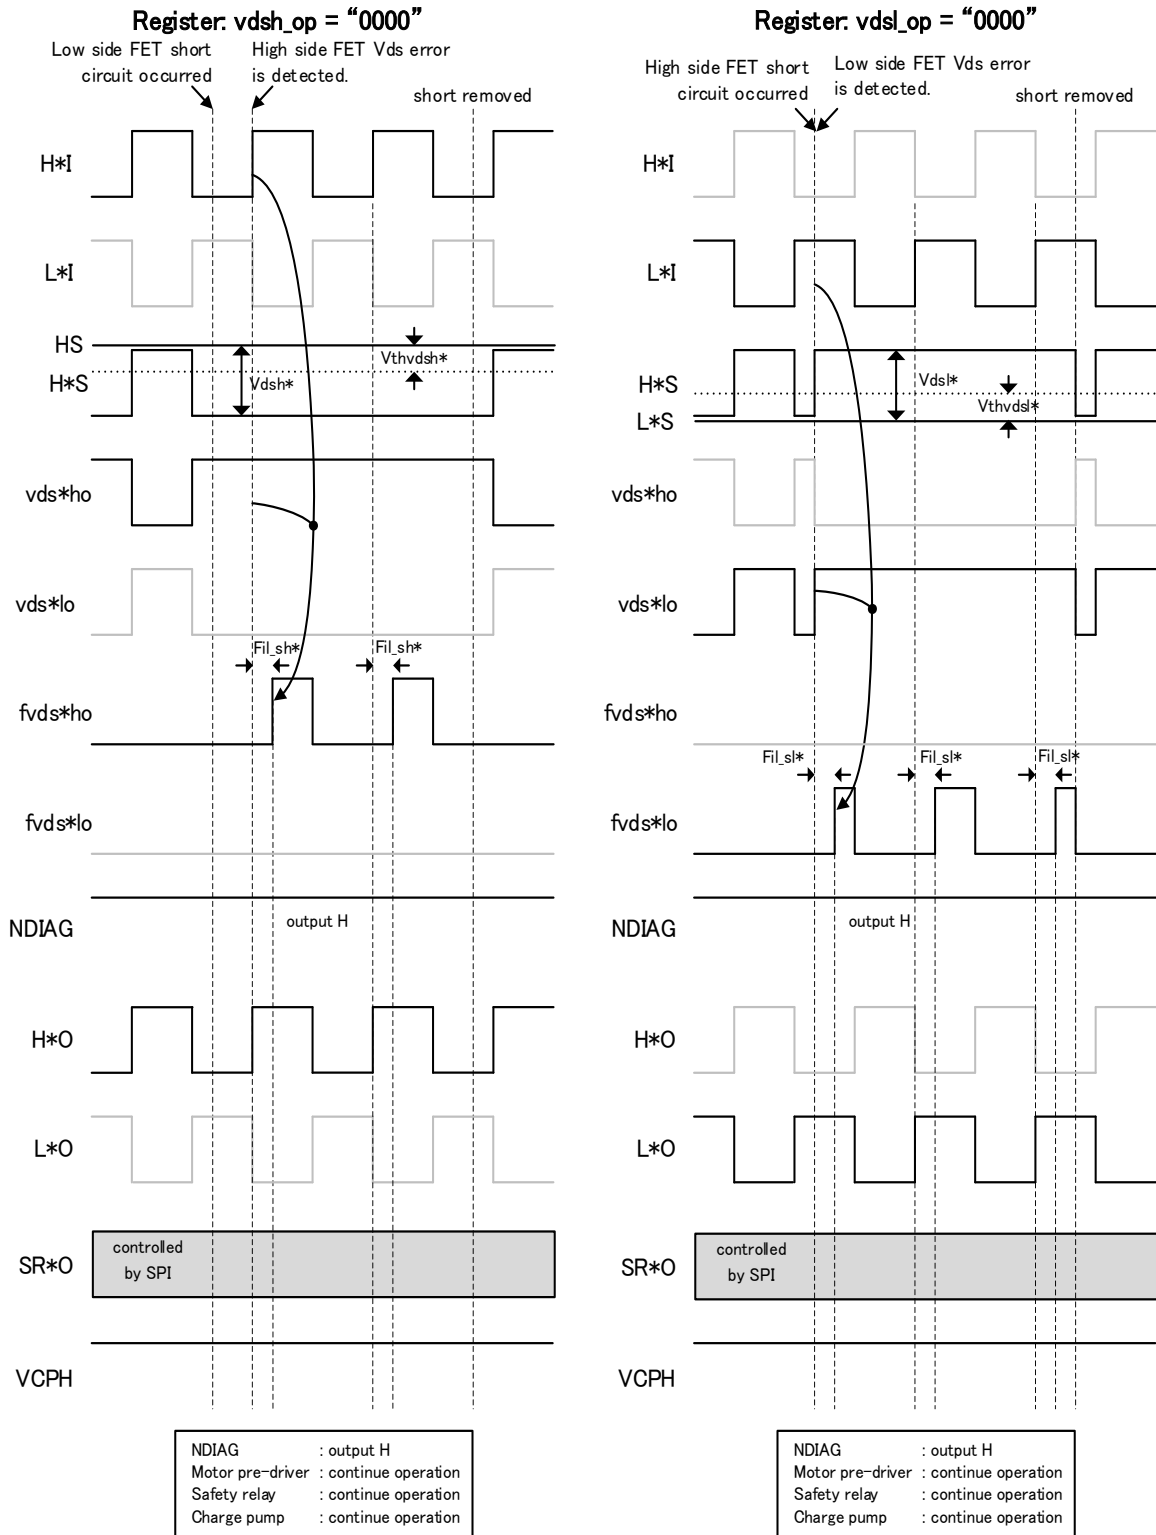 Register: vdsh_op = “0000”
Low side FET short
circuit occurred
High side FET Vds error
is detected.
short removed
H*I
L*I
HS
Vthvdsh*
H*S
Vdsh*
vds*ho
vds*lo
Fil_sh*
Fil_sh*
fvds*ho
fvds*lo
output H
NDIAG
H*O
L*O
controlled
by SPI
SR*O
VCPH
NDIAG : output H
Motor pre-driver : continue operation
Safety relay : continue operation
Charge pump : continue operation
Register: vdsl_op = “0000”
High side FET short
circuit occurred
Low side FET Vds error
is detected.
short removed
H*I
L*I
Vdsl*
H*S
Vthvdsl*
L*S
vds*ho
vds*lo
fvds*ho
Fil_sl*
Fil_sl*
Fil_sl*
fvds*lo
output H
NDIAG
H*O
L*O
controlled
by SPI
SR*O
VCPH
NDIAG : output H
Motor pre-driver : continue operation
Safety relay : continue operation
Charge pump : continue operation